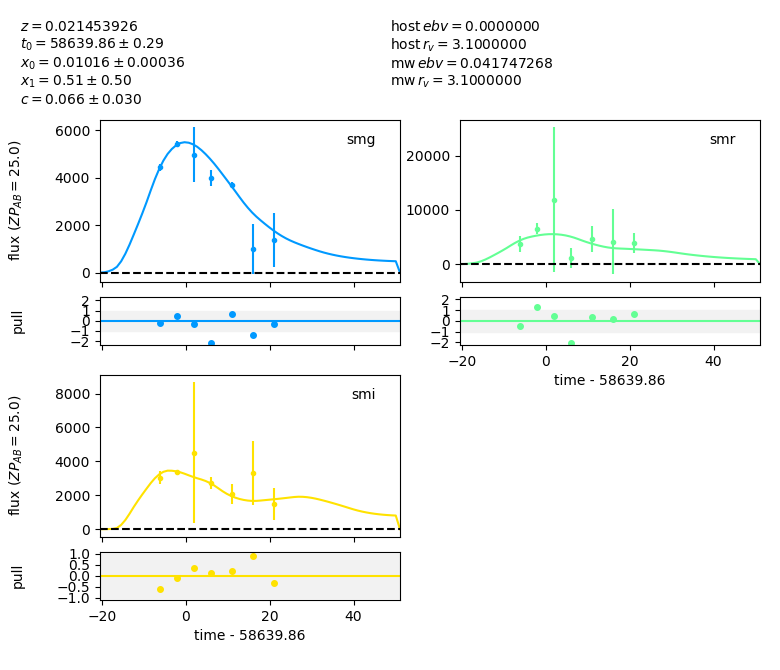 z = 0.021453926
t₀ = 58639.86 ± 0.29
x₀ = 0.01016 ± 0.00036
x₁ = 0.51 ± 0.50
c = 0.066 ± 0.030
host ebv = 0.0000000
host r_v = 3.1000000
mw ebv = 0.041747268
mw r_v = 3.1000000
smg
flux (ZP_AB = 25.0)
6000
4000
2000
0
smr
20000
10000
0
pull
2
1
0
−1
−2
2
1
0
−1
−2
−20
0
20
40
time - 58639.86
smi
flux (ZP_AB = 25.0)
8000
6000
4000
2000
0
pull
1.0
0.5
0.0
−0.5
−1.0
−20
0
20
40
time - 58639.86